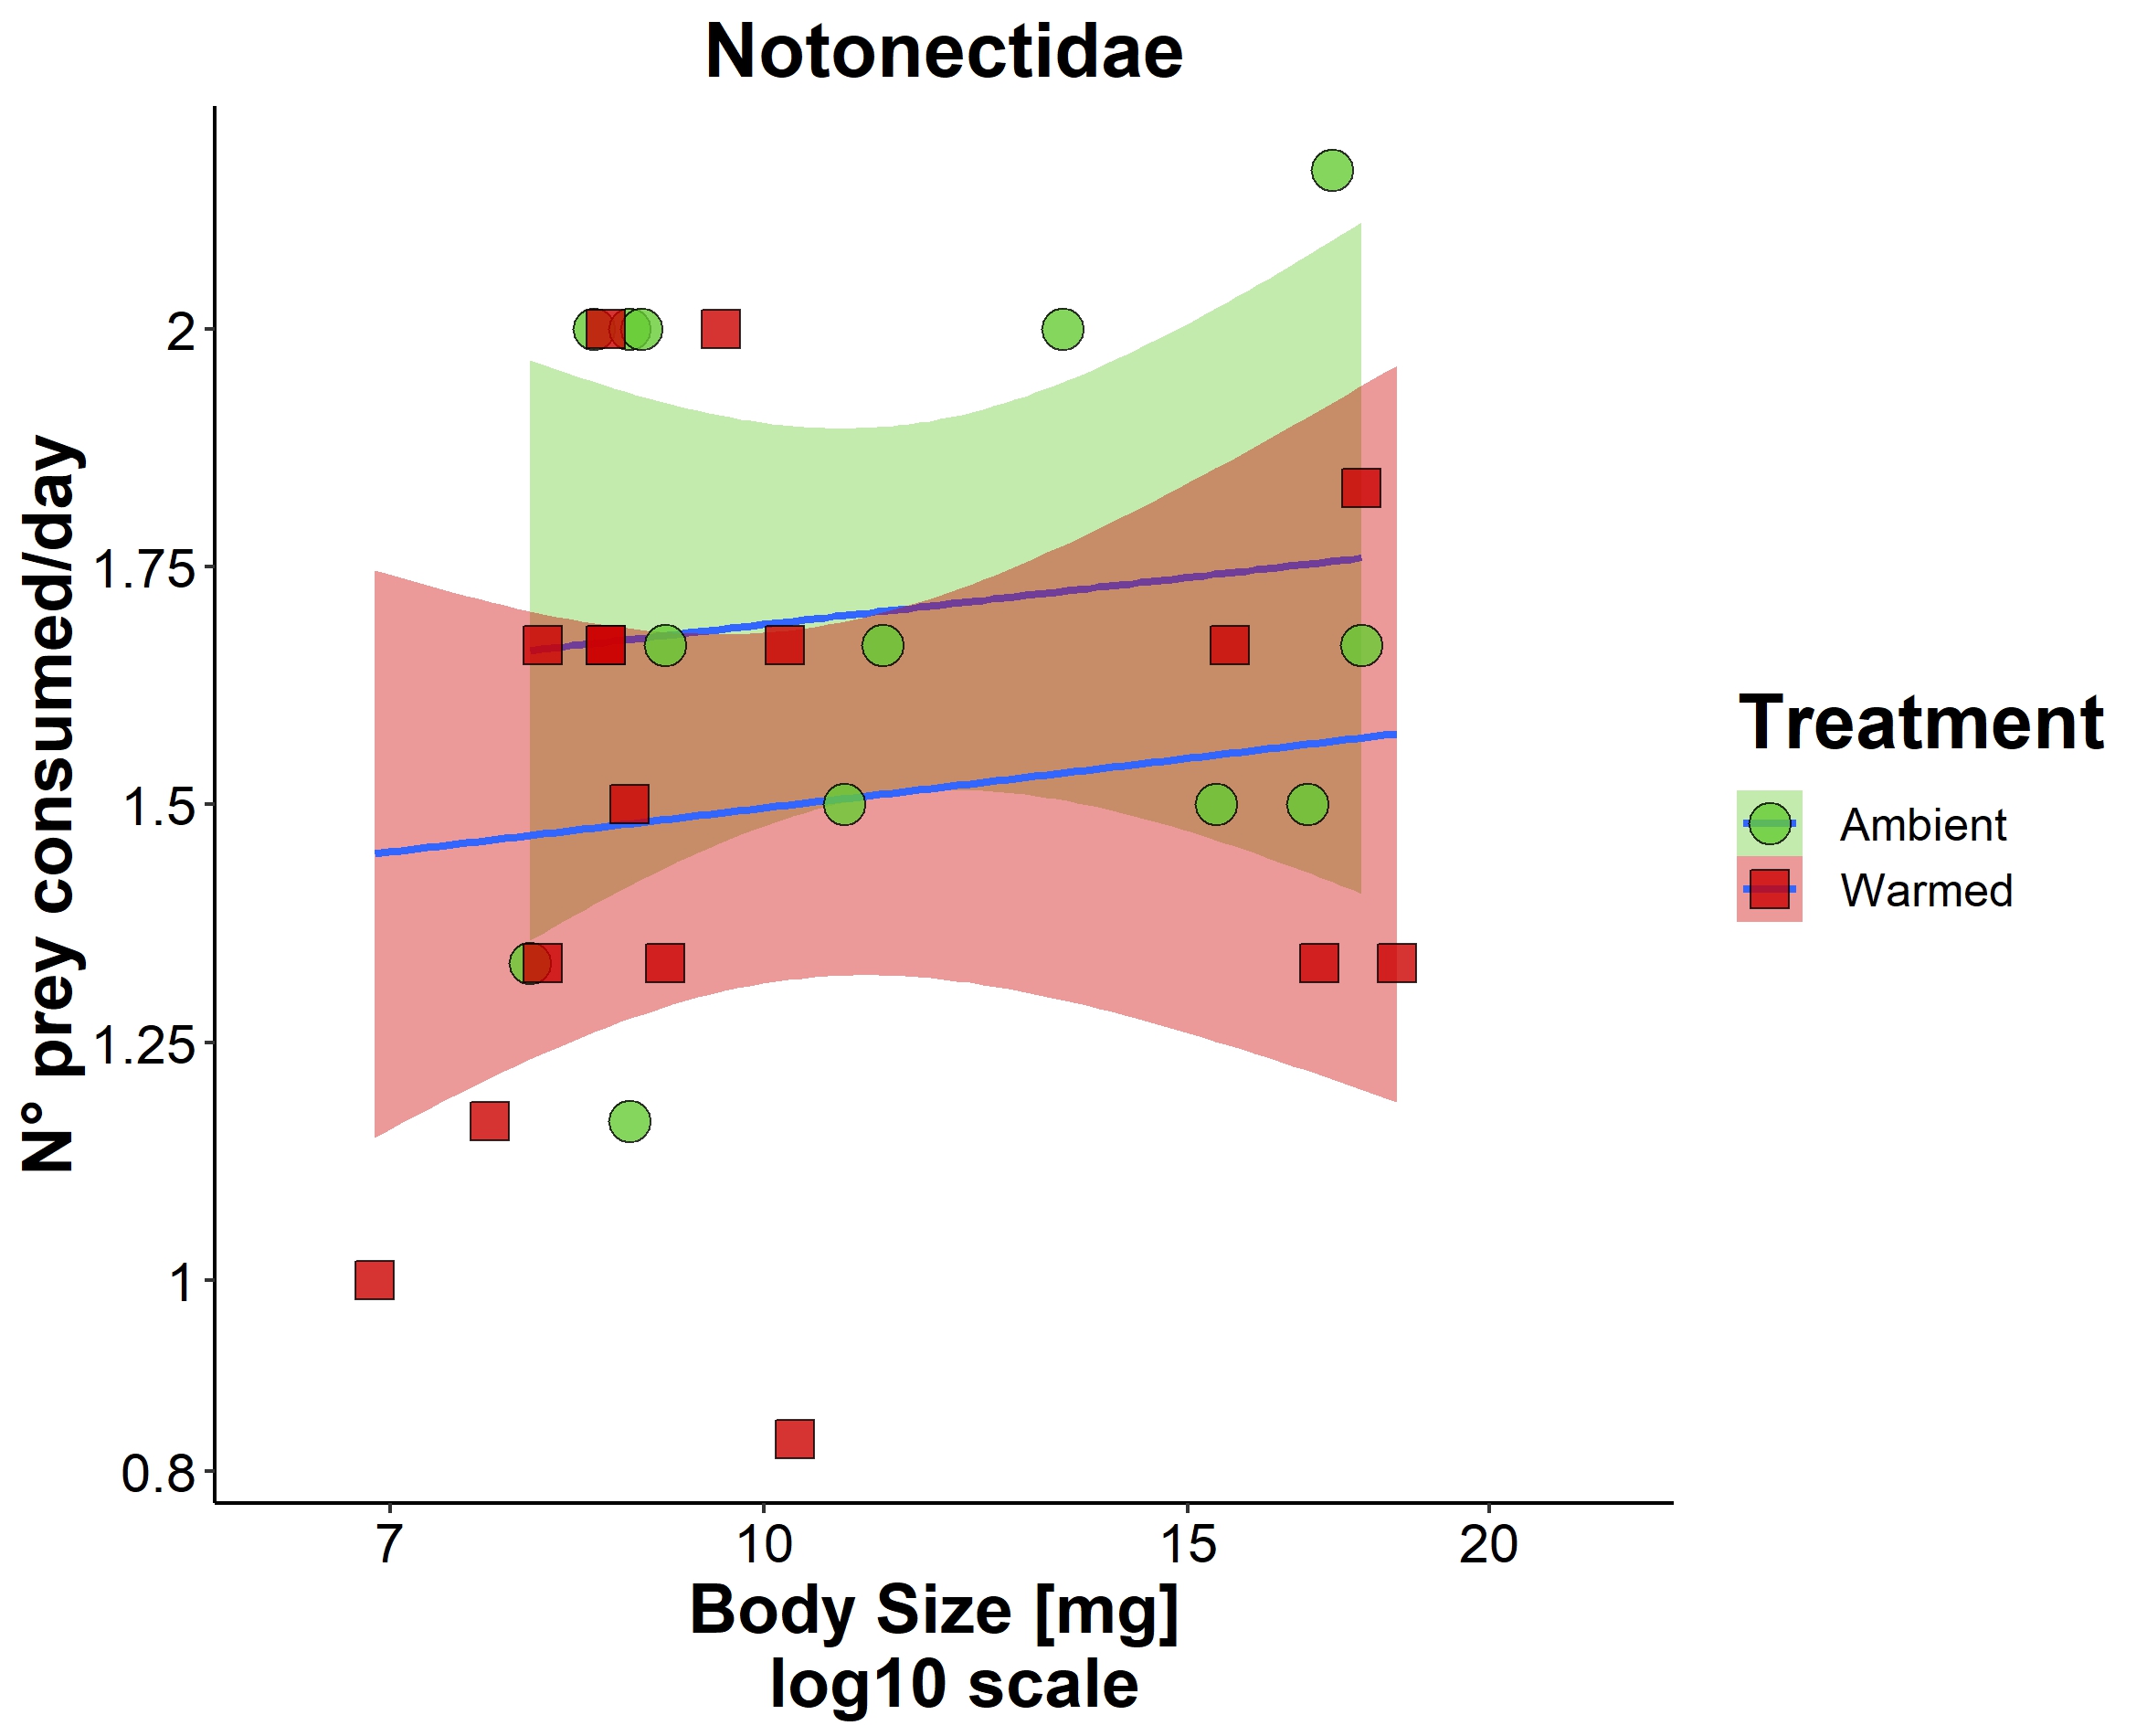 Notonectidae
N° prey consumed/day
2
1.75
1.5
1.25
1
0.8
7 10 15 20
Body Size [mg]
log10 scale
Treatment
Ambient
Warmed